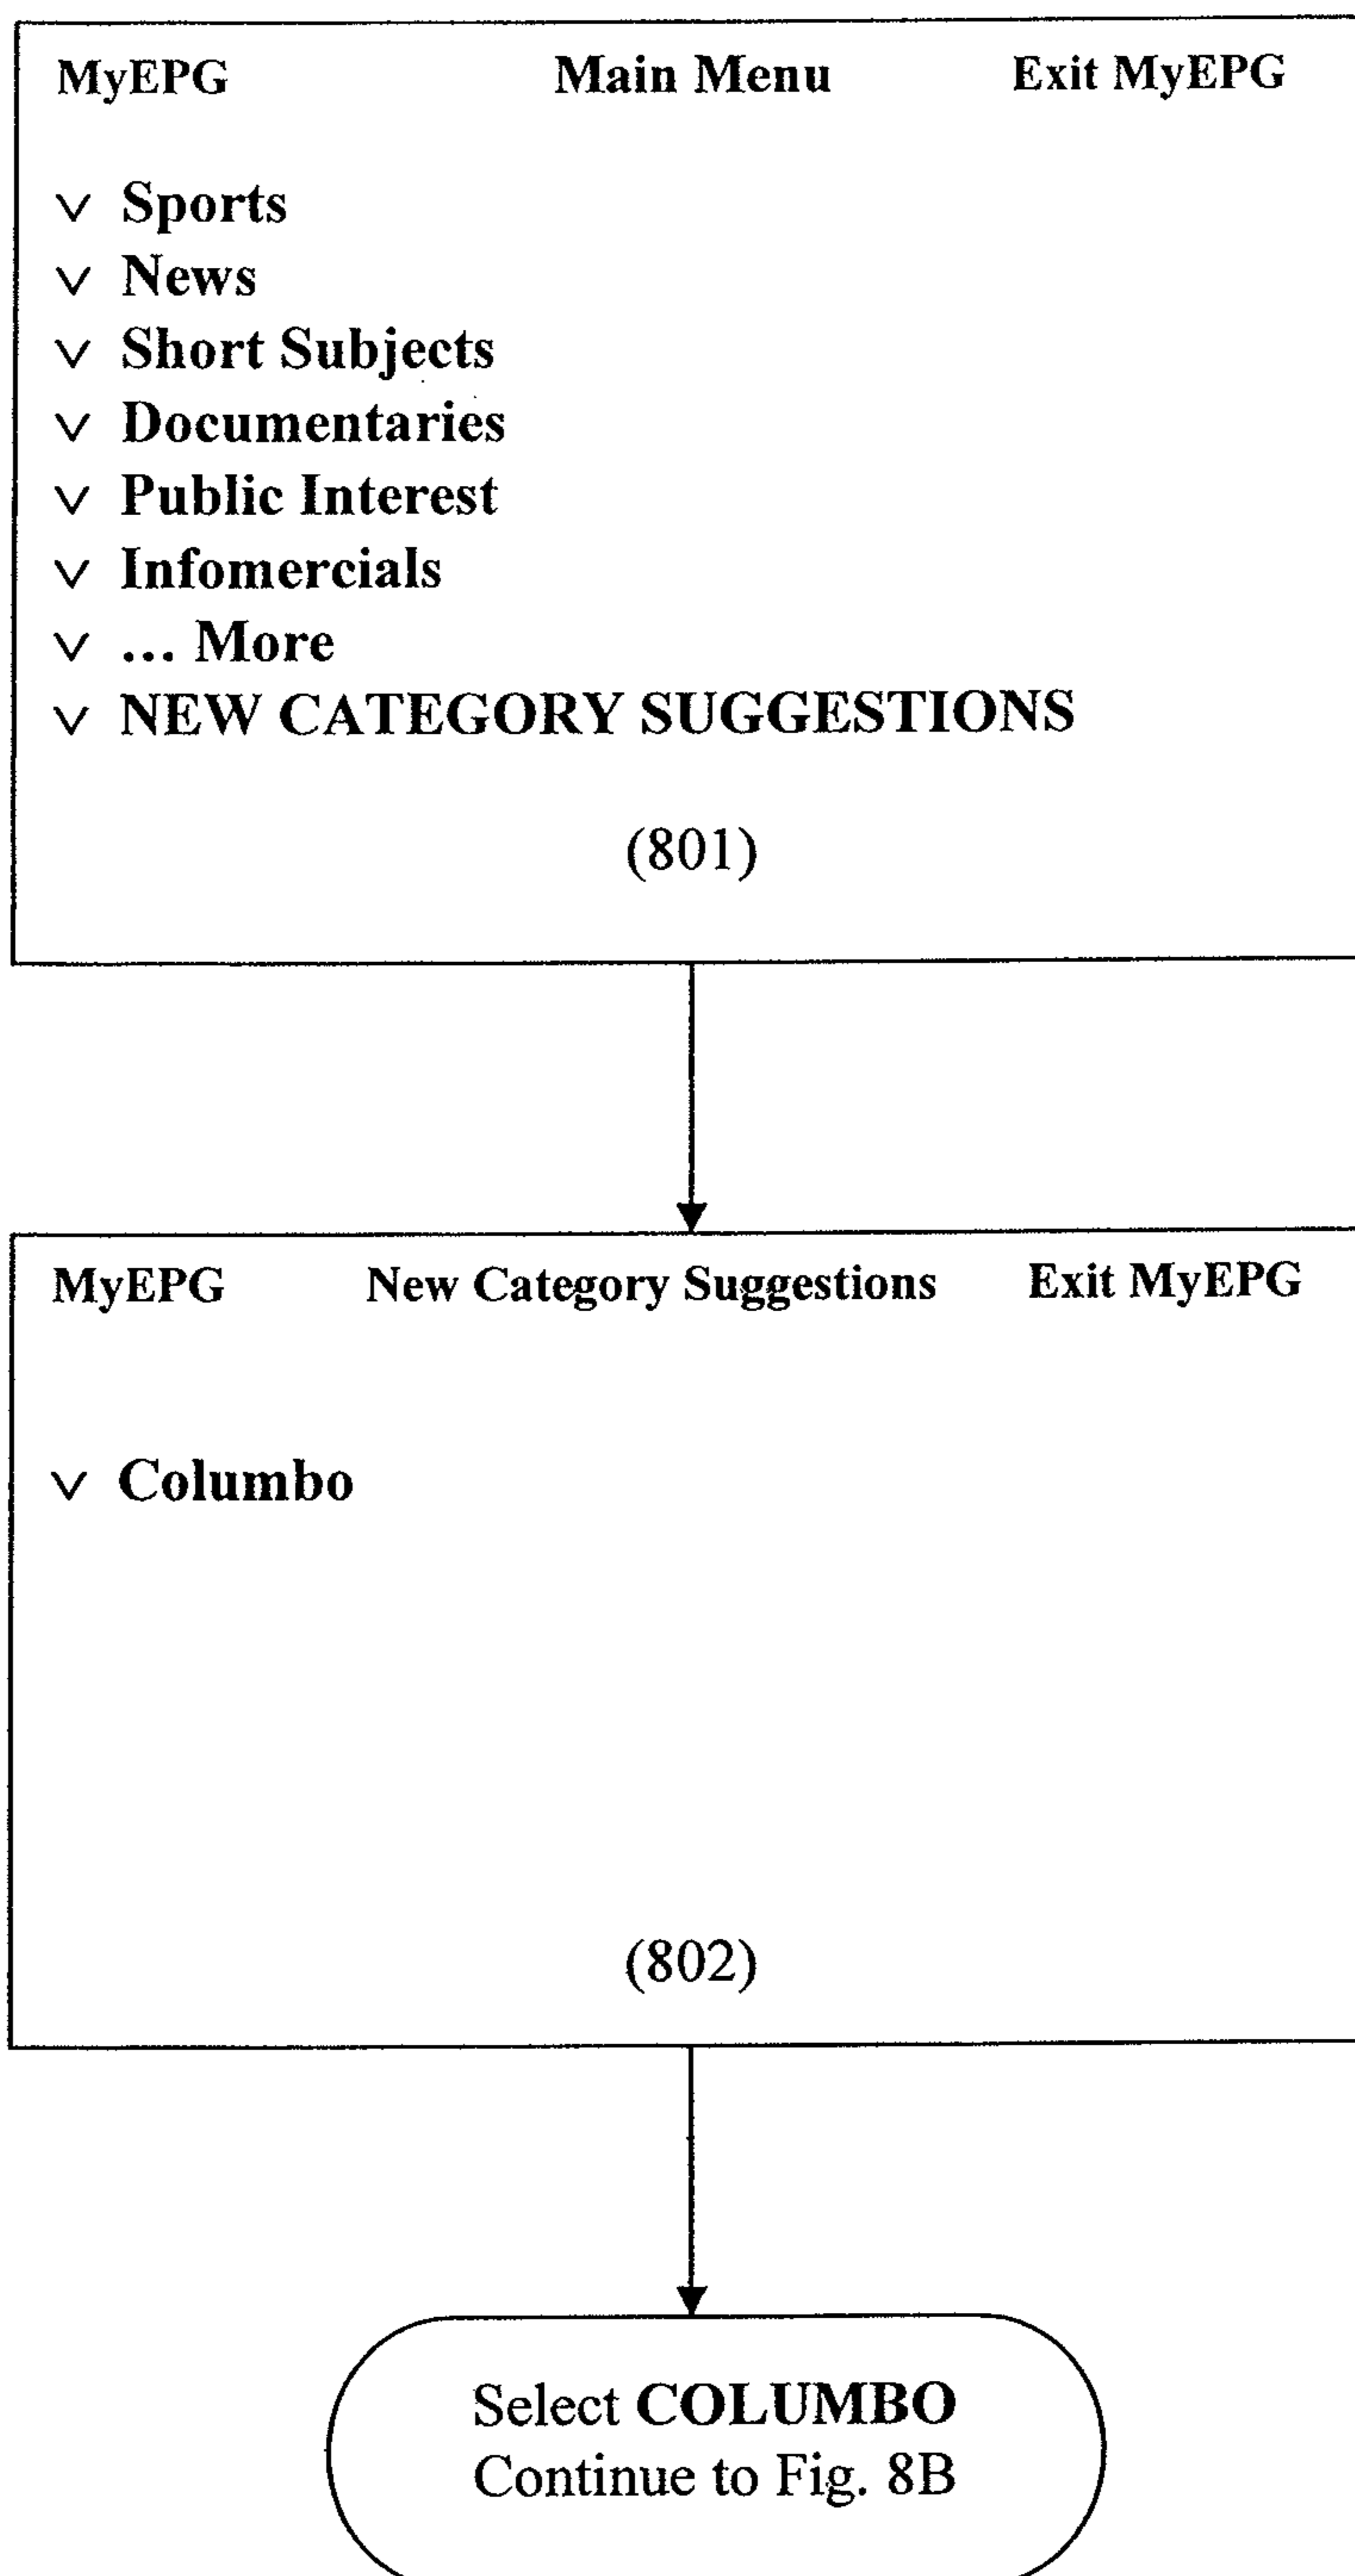 MyEPG Main Menu Exit MyEPG
∨ Sports
∨ News
∨ Short Subjects
∨ Documentaries
∨ Public Interest
∨ Infomercials
∨ ... More
∨ NEW CATEGORY SUGGESTIONS
(801)
MyEPG New Category Suggestions Exit MyEPG
∨ Columbo
(802)
Select COLUMBO
Continue to Fig. 8B